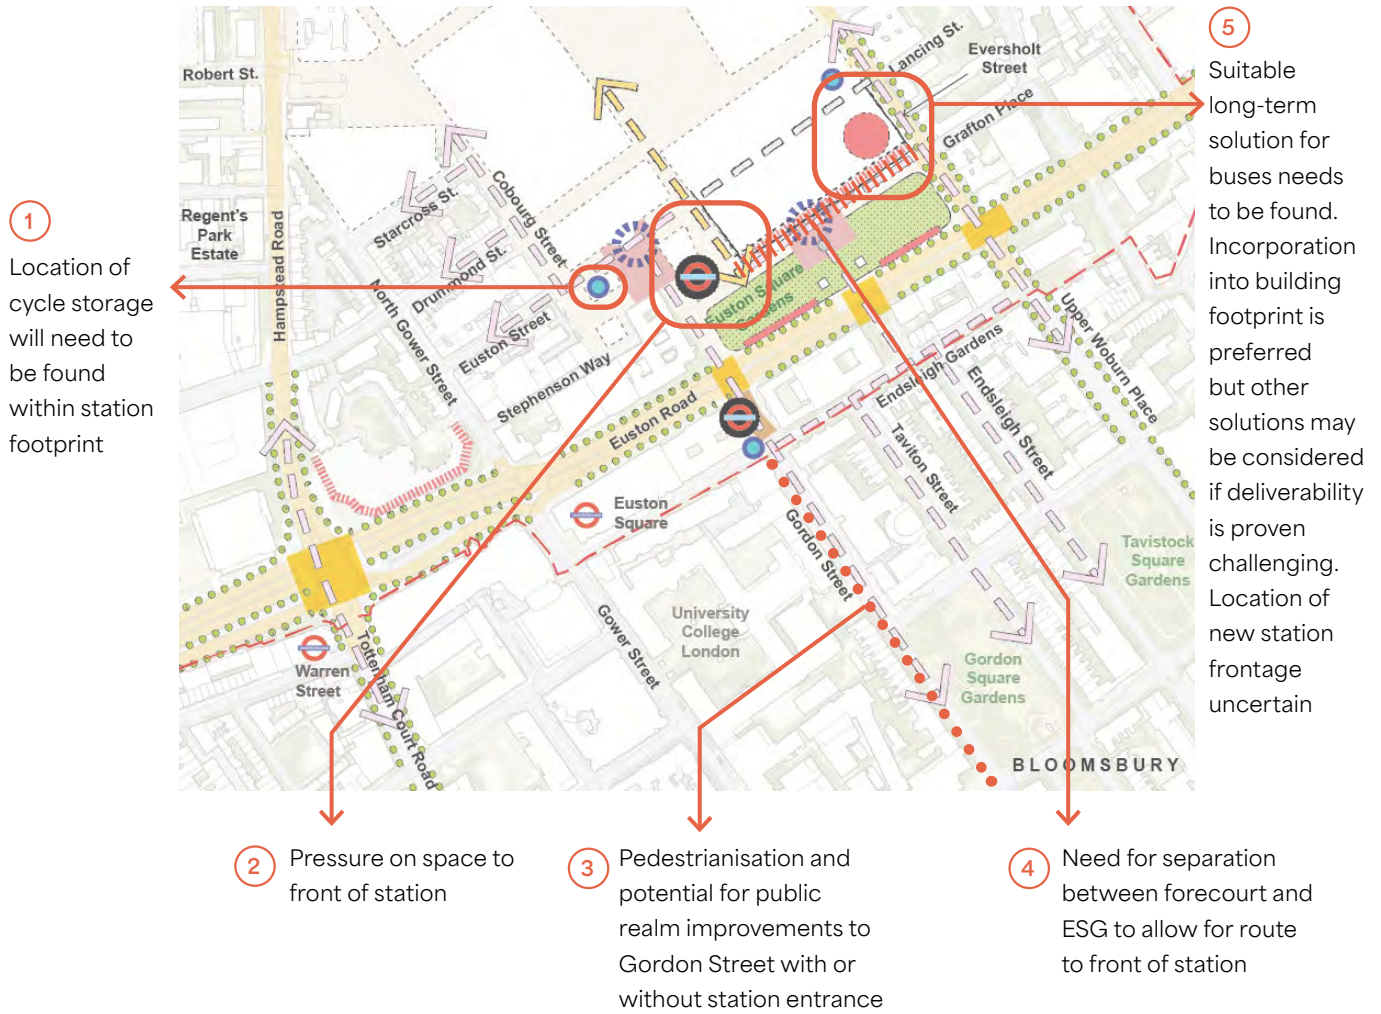 5
Suitable
long-term
solution for
buses needs
to be found.
Incorporation
into building
footprint is
preferred
but other
solutions may
be considered
if deliverability
is proven
challenging.
Location of
new station
frontage
uncertain
1
Location of
cycle storage
will need to
be found
within station
footprint
Robert St.
Regent's
Park
Estate
Hampstead Road
Starcross St.
Cobourg Street
Drummond St.
North Gower Street
Euston Street
Stephenson Way
Euston Road
Euston Square
Gardens
Lancing St.
Eversholt
Street
Grafton Place
Upper Woburn Place
Endsleigh Gardens
Endsleigh Street
Taviton Street
Gordon Street
Euston
Square
Gower Street
University
College
London
Warren
Street
Tottenham Court Road
Tavistock
Square
Gardens
Gordon
Square
Gardens
BLOOMSBURY
2
Pressure on space to
front of station
3
Pedestrianisation and
potential for public
realm improvements to
Gordon Street with or
without station entrance
4
Need for separation
between forecourt and
ESG to allow for route
to front of station